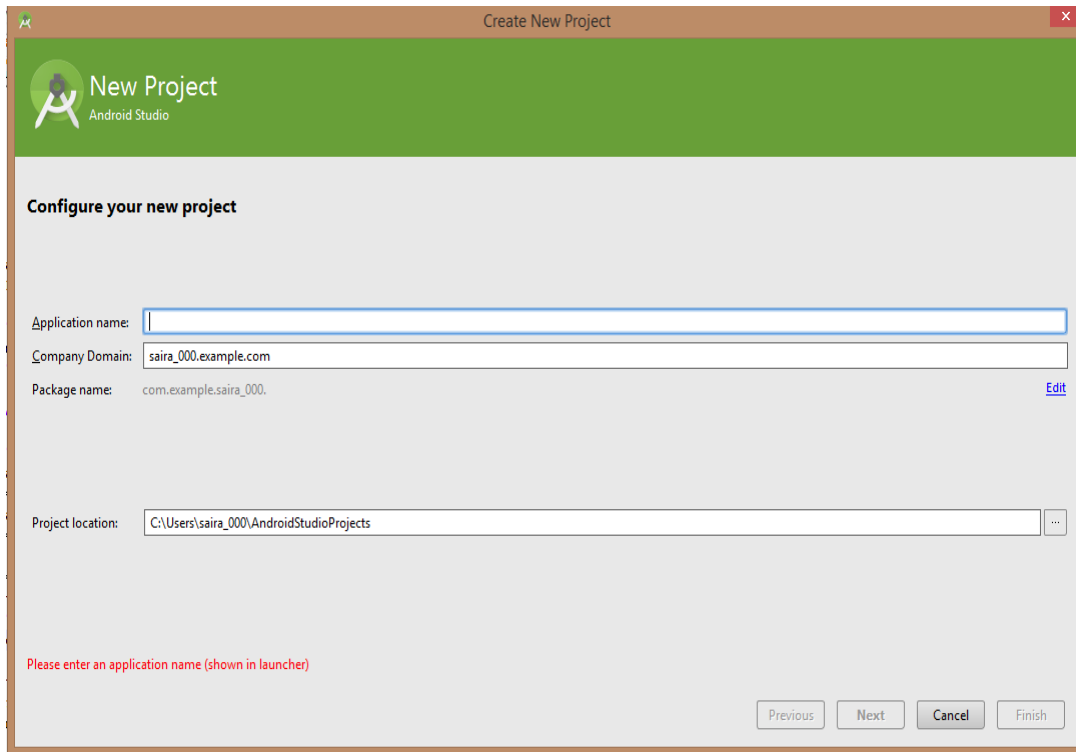 Create New Project
x
New Project
Android Studio
Configure your new project
Application name:
Company Domain: saira_000.example.com
Package name: com.example.saira_000.
Edit
Project location: C:\Users\saira_000\AndroidStudioProjects
...
Please enter an application name (shown in launcher)
Previous Next Cancel Finish